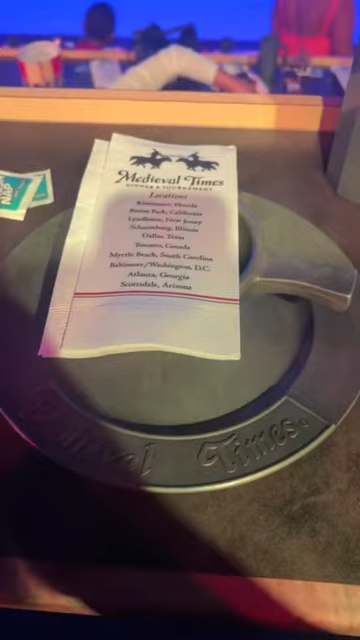 Medieval Times
DINNER & TOURNAMENT
Locations
Kissimmee, Florida
Buena Park, California
Lyndhurst, New Jersey
Schaumburg, Illinois
Dallas, Texas
Toronto, Canada
Myrtle Beach, South Carolina
Baltimore/Washington, D.C.
Atlanta, Georgia
Scottsdale, Arizona
Medieval Times